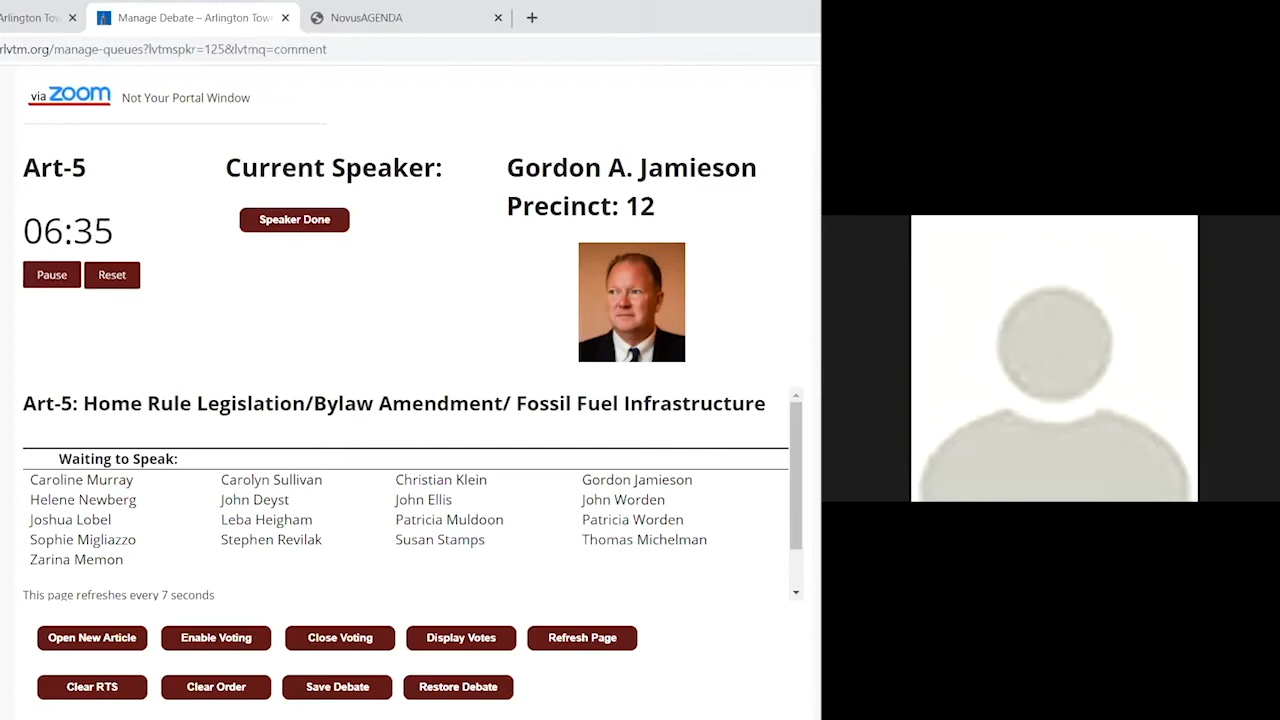 Arlington Tow
Manage Debate – Arlington Tow
NovusAGENDA
rlvtm.org/manage-queues?lvtmspkr=125&lvtmq=comment
via zoom Not Your Portal Window
Art-5
Current Speaker:
Gordon A. Jamieson
Precinct: 12
06:35
Speaker Done
Pause
Reset
Art-5: Home Rule Legislation/Bylaw Amendment/ Fossil Fuel Infrastructure
Waiting to Speak:
Caroline Murray Carolyn Sullivan Christian Klein Gordon Jamieson
Helene Newberg John Deyst John Ellis John Worden
Joshua Lobel Leba Heigham Patricia Muldoon Patricia Worden
Sophie Migliazzo Stephen Revilak Susan Stamps Thomas Michelman
Zarina Memon
This page refreshes every 7 seconds
Open New Article Enable Voting Close Voting Display Votes Refresh Page
Clear RTS Clear Order Save Debate Restore Debate